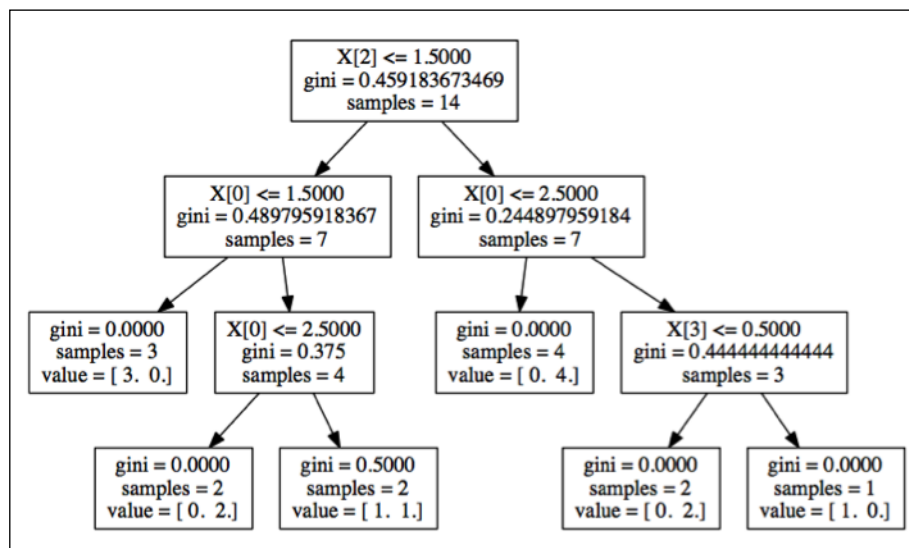 X[2] <= 1.5000
gini = 0.459183673469
samples = 14
X[0] <= 1.5000
gini = 0.489795918367
samples = 7
X[0] <= 2.5000
gini = 0.244897959184
samples = 7
gini = 0.0000
samples = 3
value = [ 3. 0.]
X[0] <= 2.5000
gini = 0.375
samples = 4
gini = 0.0000
samples = 4
value = [ 0. 4.]
X[3] <= 0.5000
gini = 0.444444444444
samples = 3
gini = 0.0000
samples = 2
value = [ 0. 2.]
gini = 0.5000
samples = 2
value = [ 1. 1.]
gini = 0.0000
samples = 2
value = [ 0. 2.]
gini = 0.0000
samples = 1
value = [ 1. 0.]